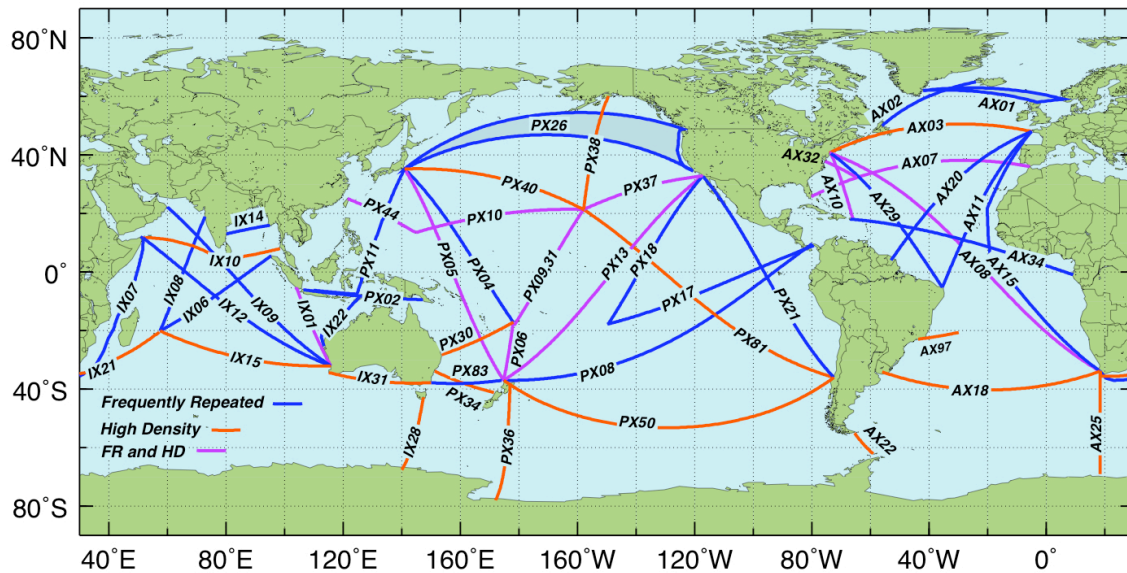 80°N
40°N
0°
40°S
80°S
40°E
80°E
120°E
160°E
160°W
120°W
80°W
40°W
0°
AX02
AX01
AX03
PX26
PX38
AX32
AX07
PX40
PX37
AX20
AX10
PX44
PX10
AX29
AX11
IX14
PX11
IX10
PX05
PX04
PX09,31
PX13
PX18
AX08
AX15
AX34
IX07
IX08
IX06
IX12
IX09
IX01
IX22
PX02
PX17
PX21
PX30
PX06
PX81
AX97
IX21
IX15
IX31
PX83
PX34
PX08
AX18
Frequently Repeated
High Density
FR and HD
IX28
PX36
PX50
AX22
AX25